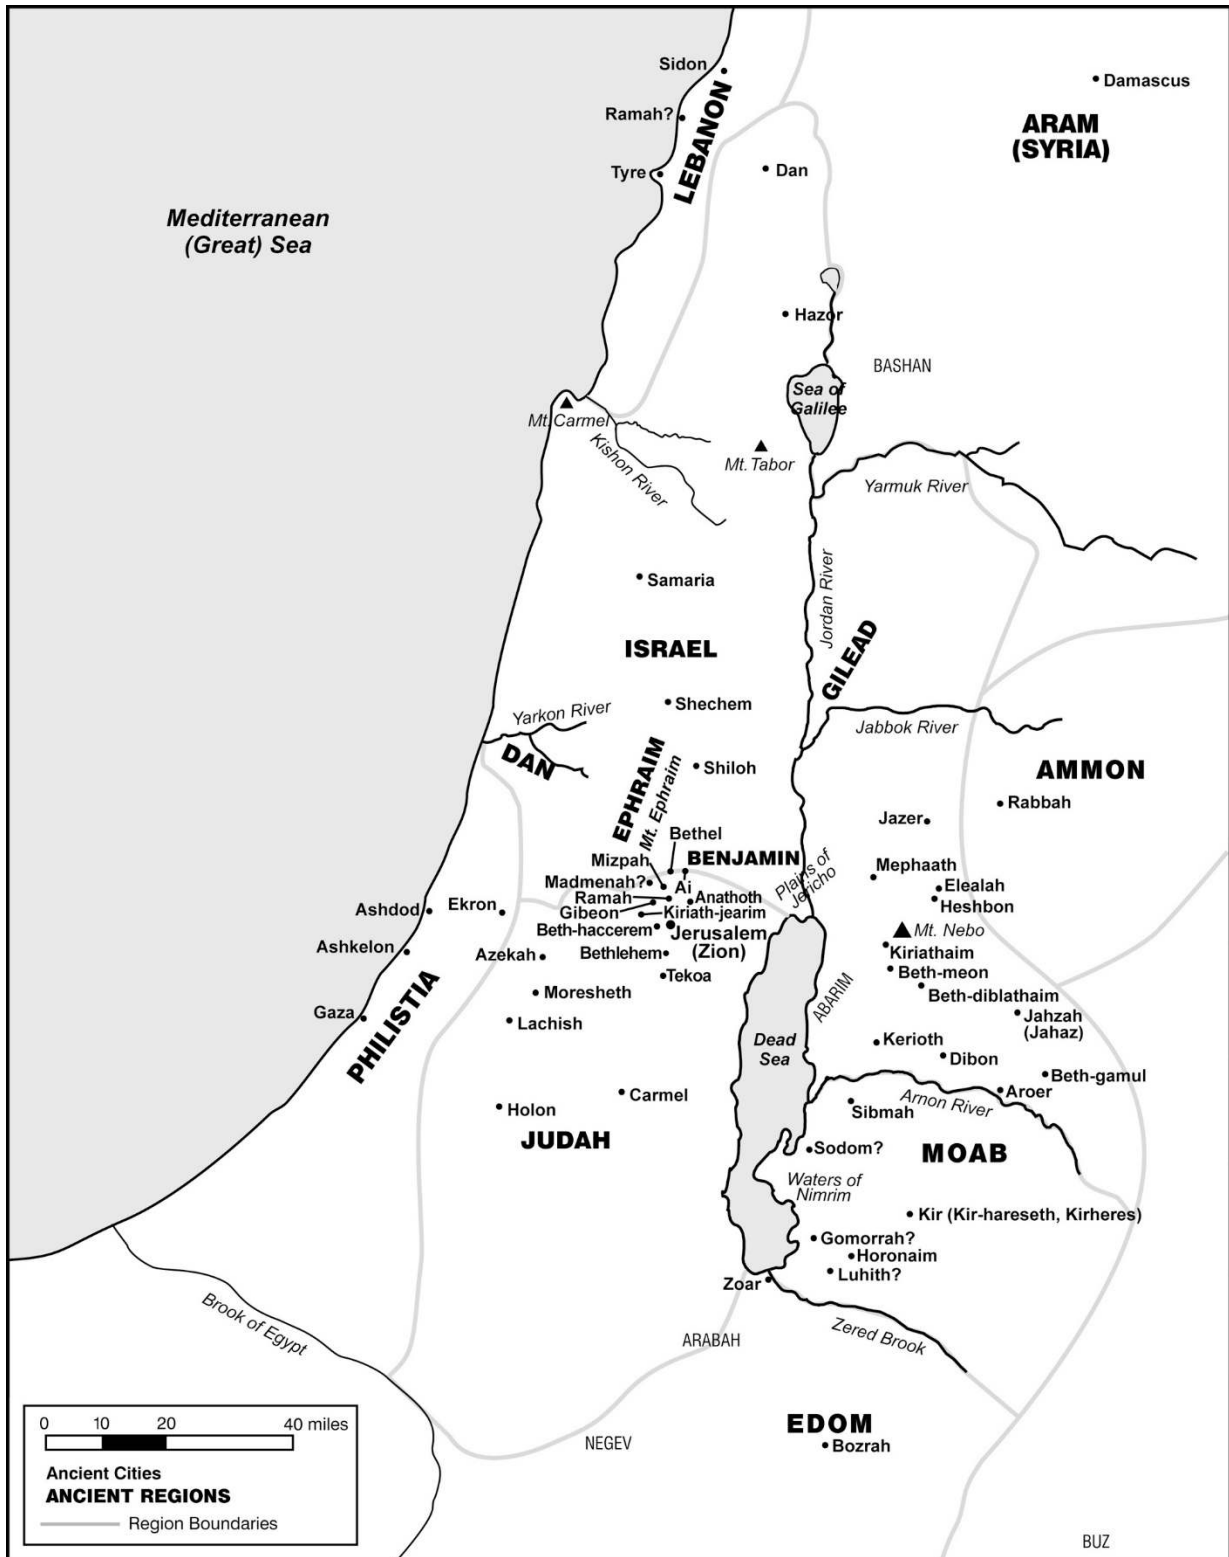 Sidon
Damascus
Ramah?
LEBANON
ARAM
(SYRIA)
Tyre
Dan
Mediterranean
(Great) Sea
Hazor
BASHAN
Sea of
Galilee
Mt. Carmel
Kishon River
Mt. Tabor
Yarmuk River
Jordan River
Samaria
ISRAEL
GILEAD
Shechem
Yarkon River
Jabbok River
DAN
EPHRAIM
Mt. Ephraim
Shiloh
AMMON
Rabbah
Jazer
Bethel
Mizpah
BENJAMIN
Plains of
Jericho
Mephaath
Madmenah?
Ai
Elealah
Ramah
Anathoth
Heshbon
Ashdod
Ekron
Gibeon
Kiriath-jearim
Beth-haccerem
Jerusalem
(Zion)
Mt. Nebo
Ashkelon
Azekah
Bethlehem
Kiriathaim
Tekoa
Beth-meon
ABARIM
Beth-diblathaim
Moresheth
Gaza
PHILISTIA
Lachish
Jahzah
(Jahaz)
Dead
Sea
Kerioth
Dibon
Beth-gamul
Carmel
Aroer
Arnon River
Holon
Sibmah
JUDAH
Sodom?
MOAB
Waters of
Nimrim
Kir (Kir-hareseth, Kirheres)
Gomorrah?
Horonaim
Luhith?
Zoar
Brook of Egypt
ARABAH
Zered Brook
EDOM
NEGEV
Bozrah
BUZ
0 10 20 40 miles
Ancient Cities
ANCIENT REGIONS
Region Boundaries